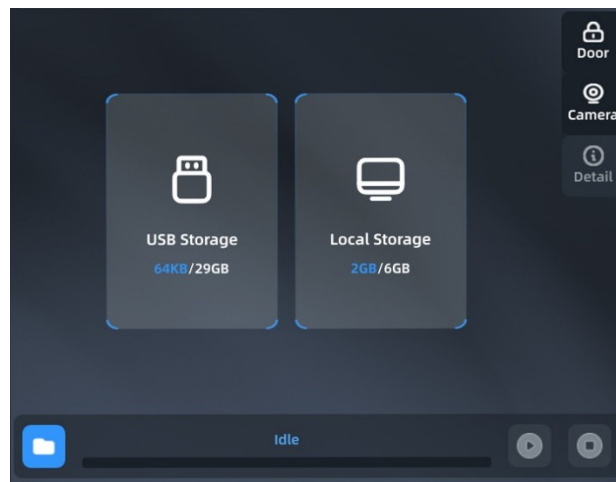 Door
Camera
Detail
USB Storage
64KB/29GB
Local Storage
2GB/6GB
Idle